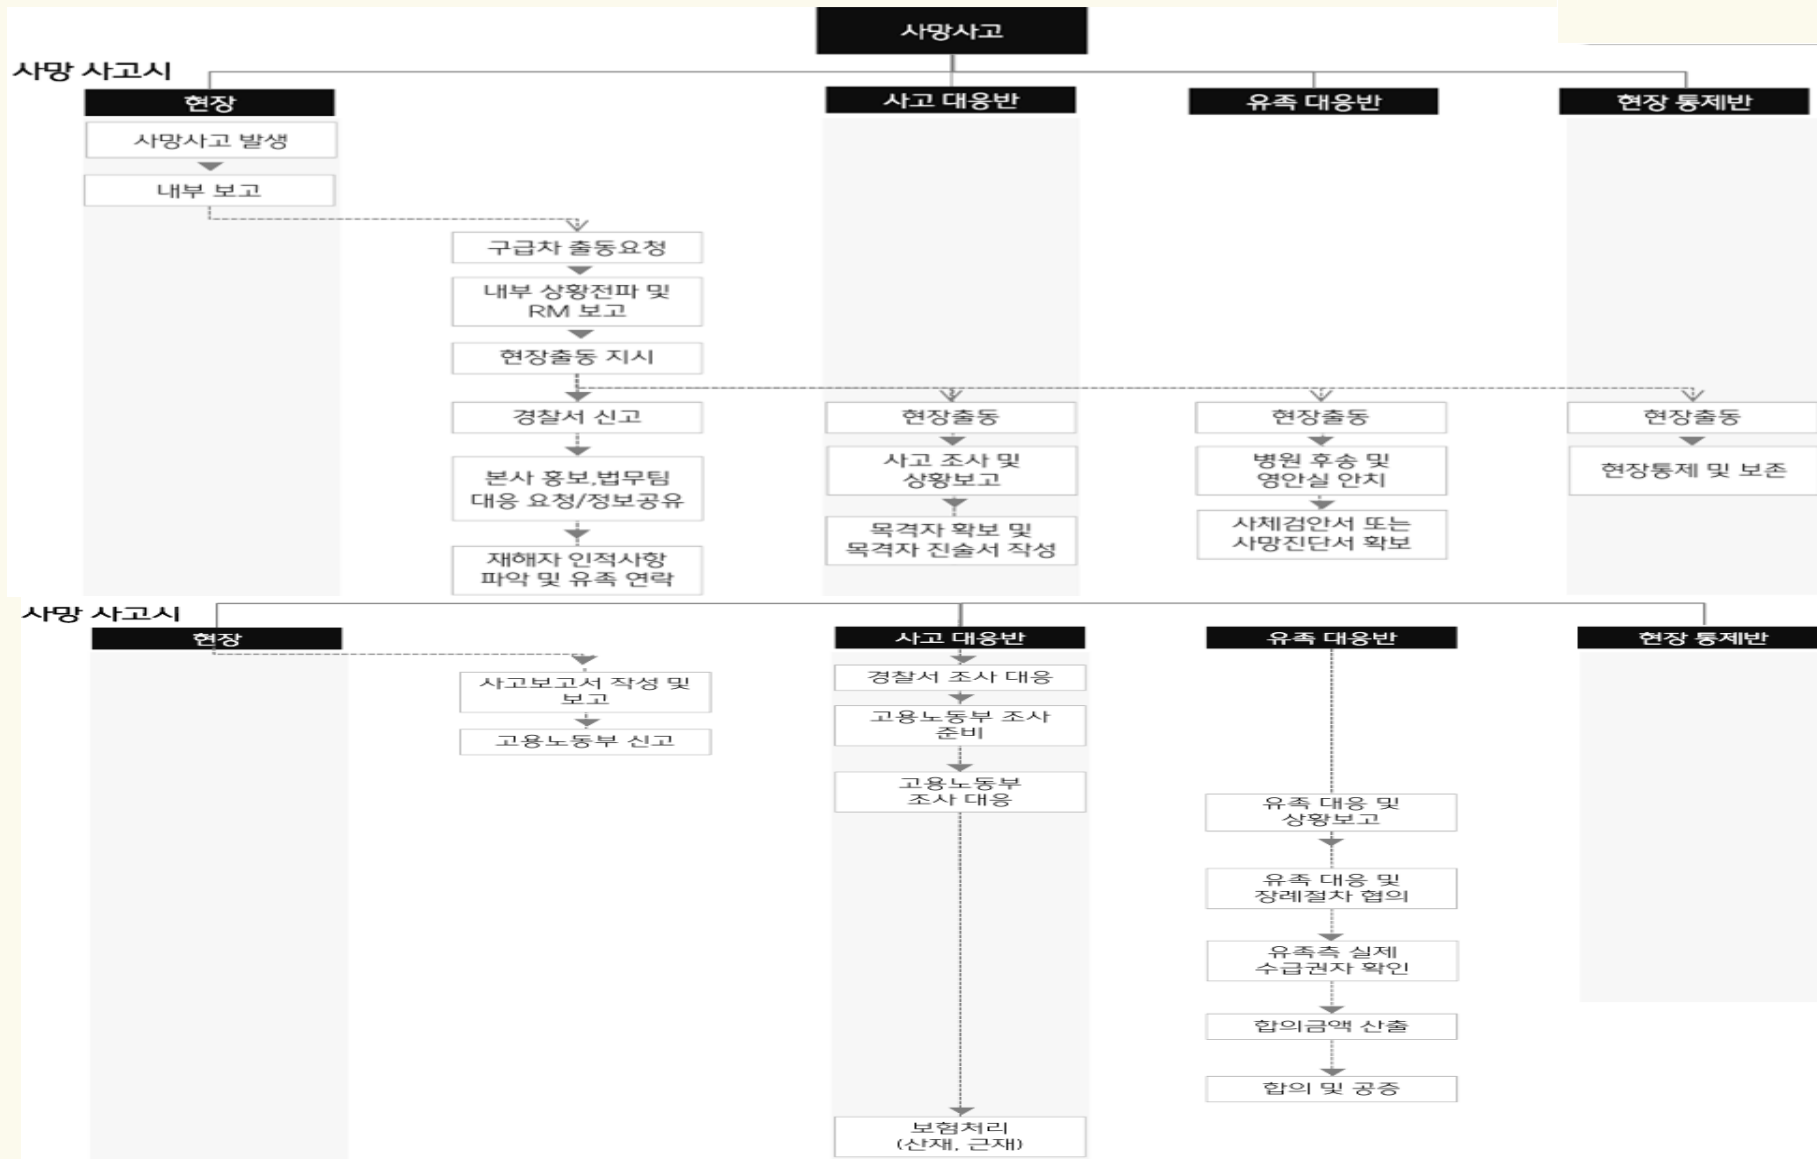 사망사고
사망 사고시
현장
사고 대응반
유족 대응반
현장 통제반
사망사고 발생
내부 보고
구급차 출동요청
내부 상황전파 및
RM 보고
현장출동 지시
경찰서 신고
본사 홍보,법무팀
대응 요청/정보공유
재해자 인적사항
파악 및 유족 연락
현장출동
사고 조사 및
상황보고
목격자 확보 및
목격자 진술서 작성
현장출동
병원 후송 및
영안실 안치
사체검안서 또는
사망진단서 확보
현장출동
현장통제 및 보존
사망 사고시
현장
사고 대응반
유족 대응반
현장 통제반
사고보고서 작성 및
보고
고용노동부 신고
경찰서 조사 대응
고용노동부 조사
준비
고용노동부
조사 대응
보험처리
(산재, 근재)
유족 대응 및
상황보고
유족 대응 및
장례절차 협의
유족측 실제
수급권자 확인
합의금액 산출
합의 및 공증